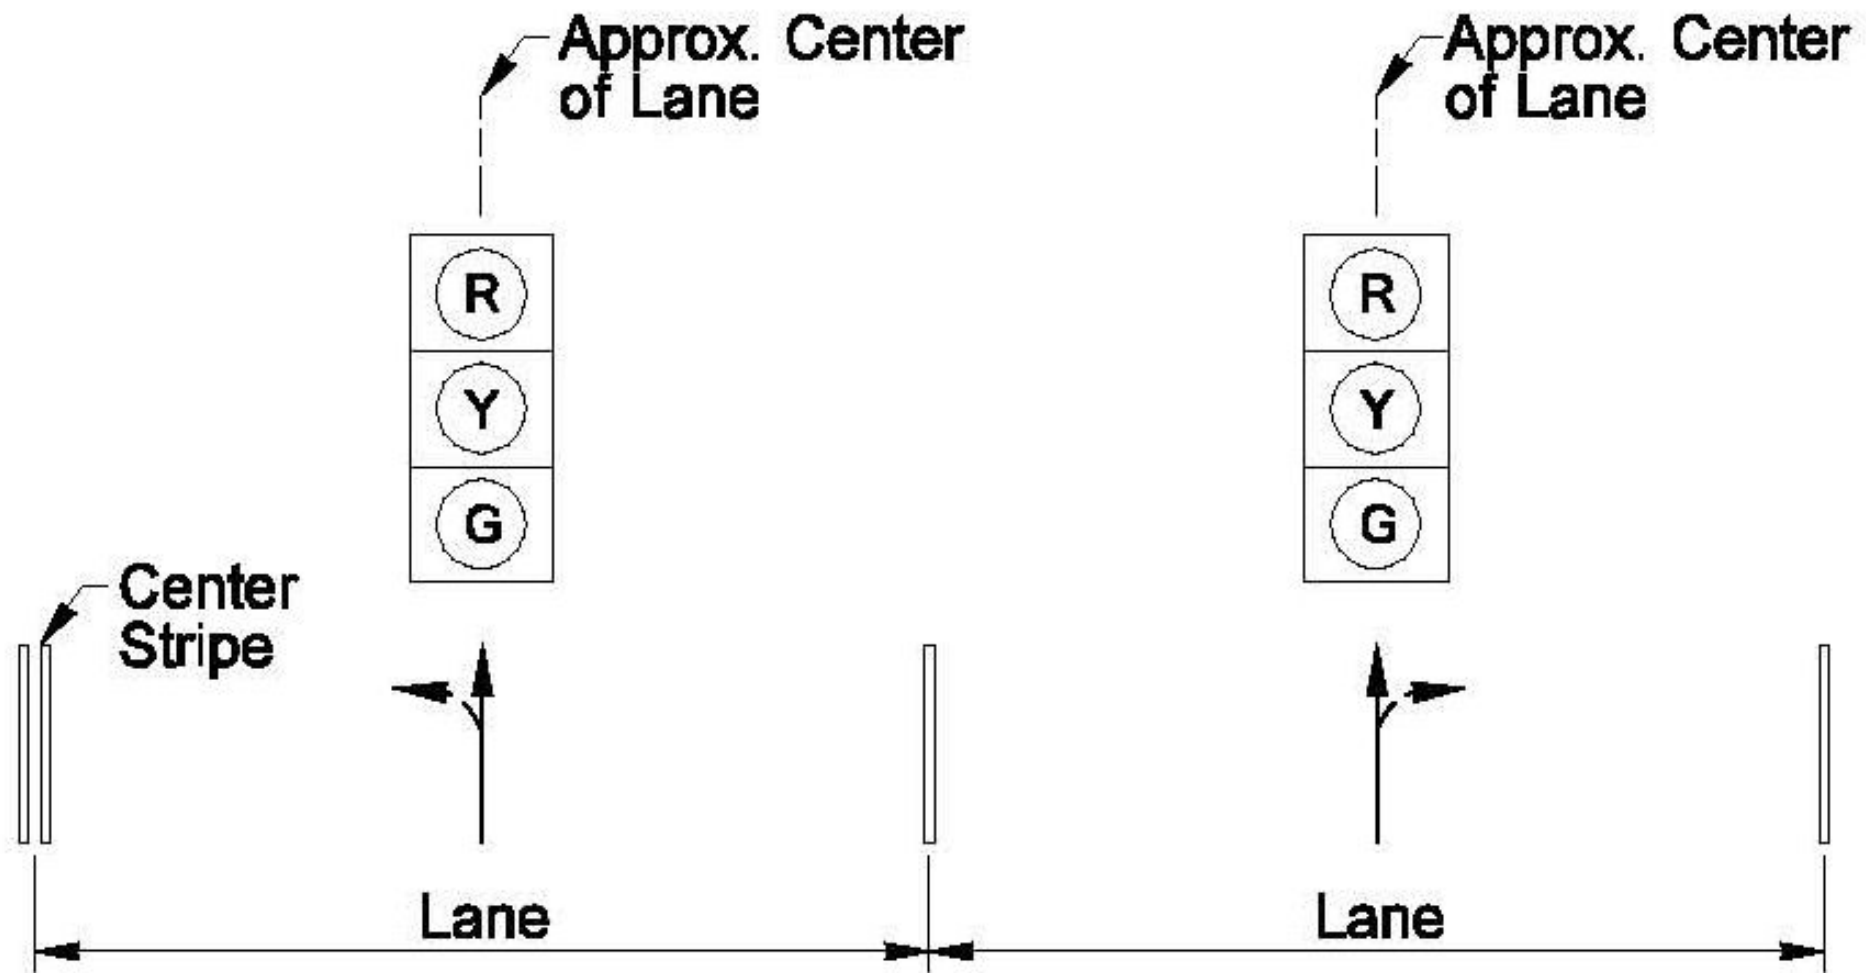 Approx. Center
of Lane
Approx. Center
of Lane
R
R
Y
Y
G
G
Center
Stripe
Lane
Lane